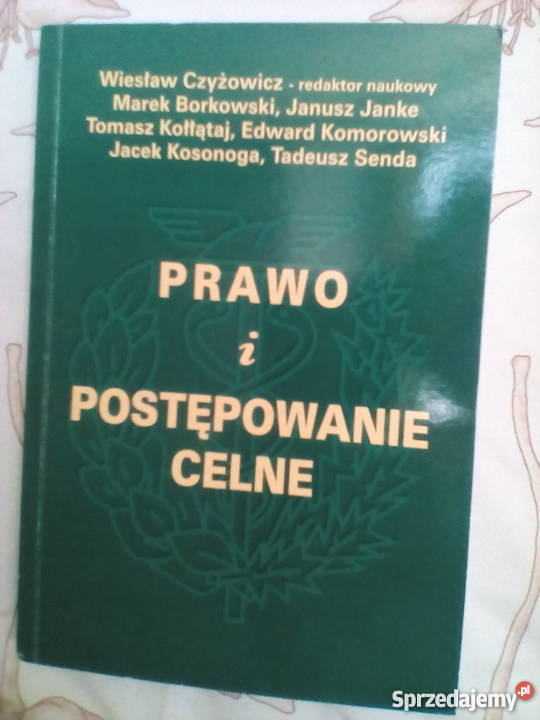 Wiesław Czyżowicz - redaktor naukowy
Marek Borkowski, Janusz Janke
Tomasz Kołłątaj, Edward Komorowski
Jacek Kosonoga, Tadeusz Senda
PRAWO
i
POSTĘPOWANIE
CELNE
Sprzedajemy.pl